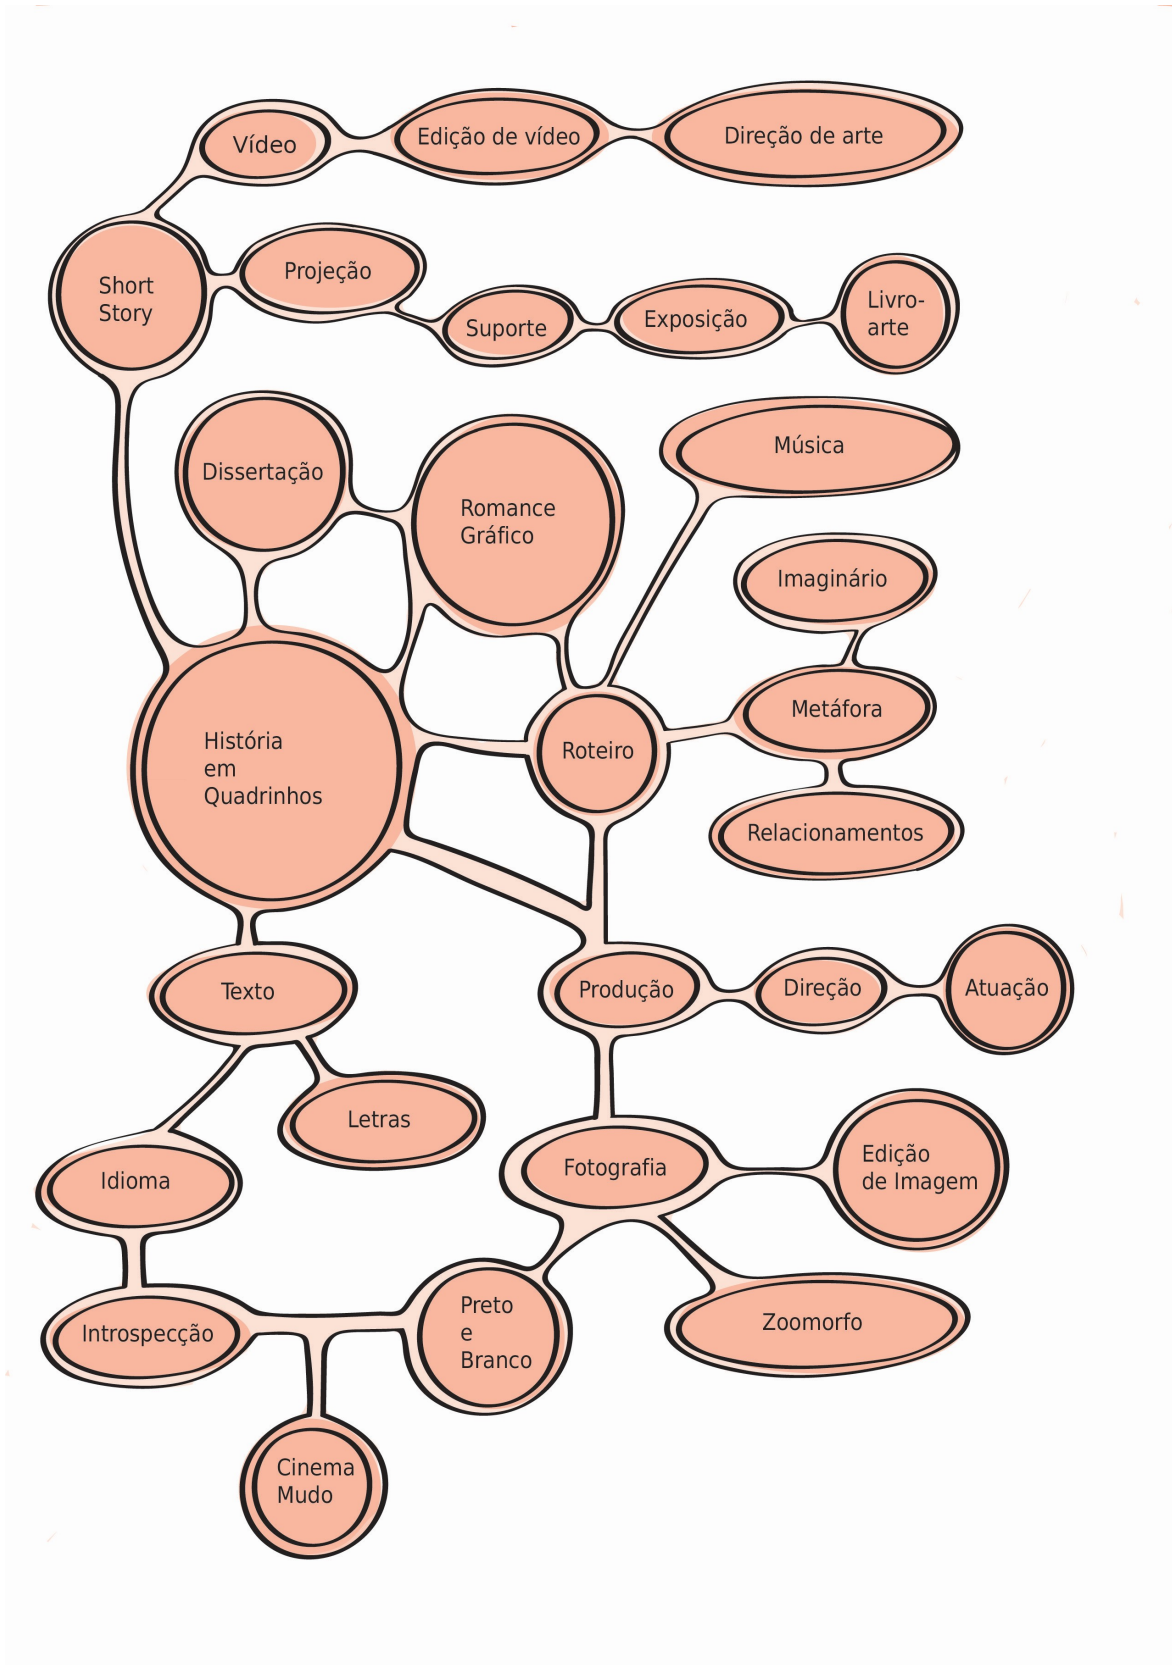 Vídeo
Edição de vídeo
Direção de arte
Short
Story
Projeção
Suporte
Exposição
Livro-
arte
Dissertação
Romance
Gráfico
Música
Imaginário
Metáfora
Relacionamentos
História
em
Quadrinhos
Roteiro
Texto
Produção
Direção
Atuação
Letras
Idioma
Fotografia
Edição
de Imagem
Introspecção
Preto
e
Branco
Zoomorfo
Cinema
Mudo